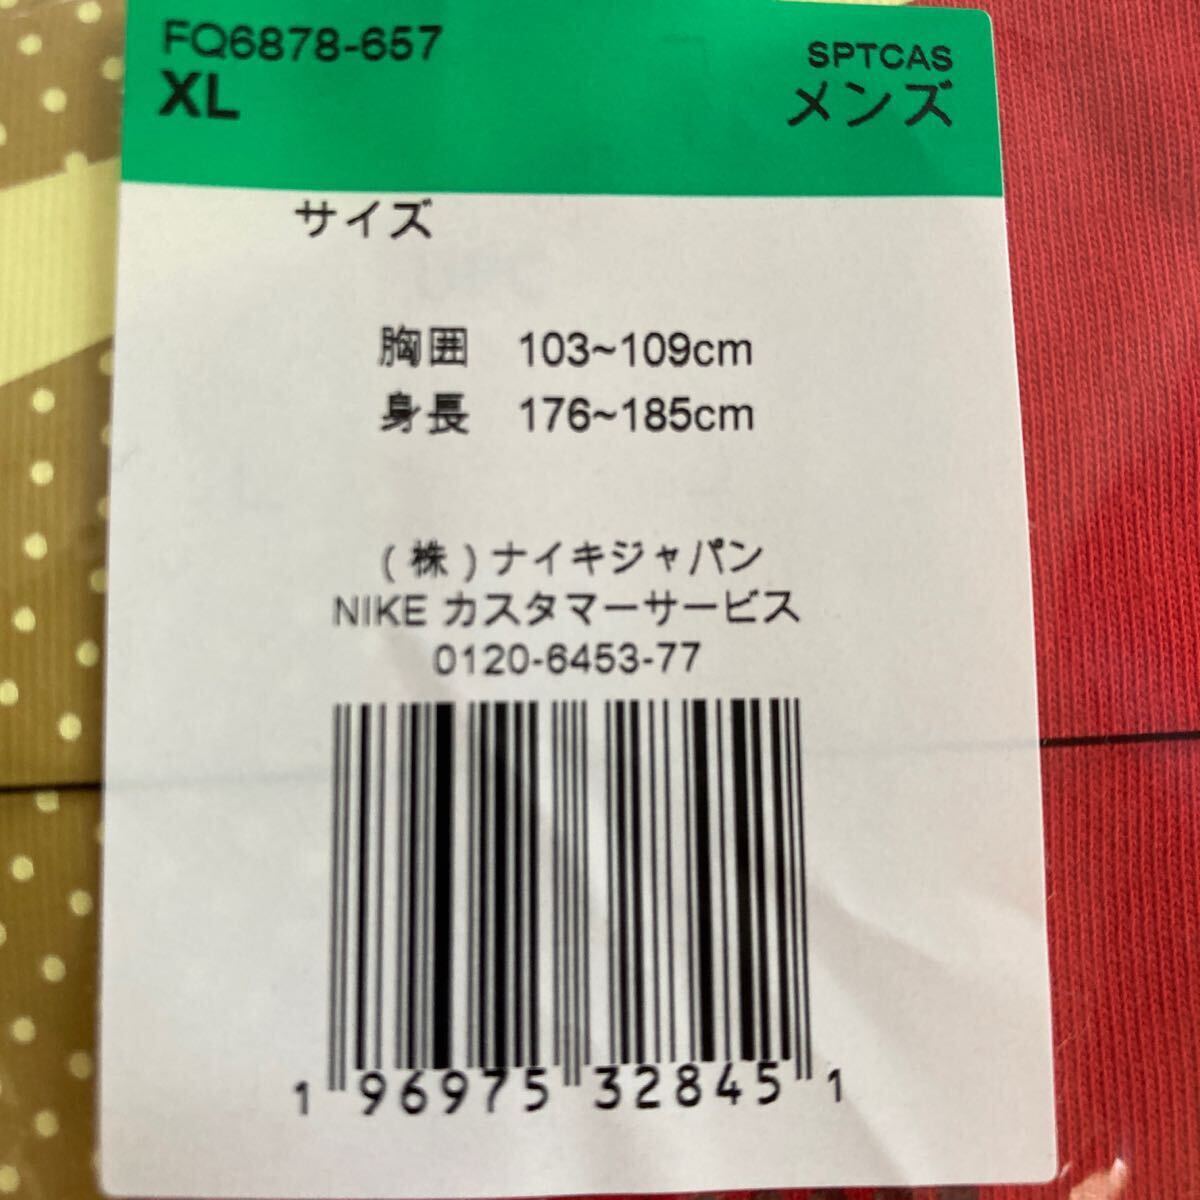 FQ6878-657
XL
SPTCAS
メンズ
サイズ
胸囲 103~109cm
身長 176~185cm
(株)ナイキジャパン
NIKE カスタマーサービス
0120-6453-77
1 96975 32845 1